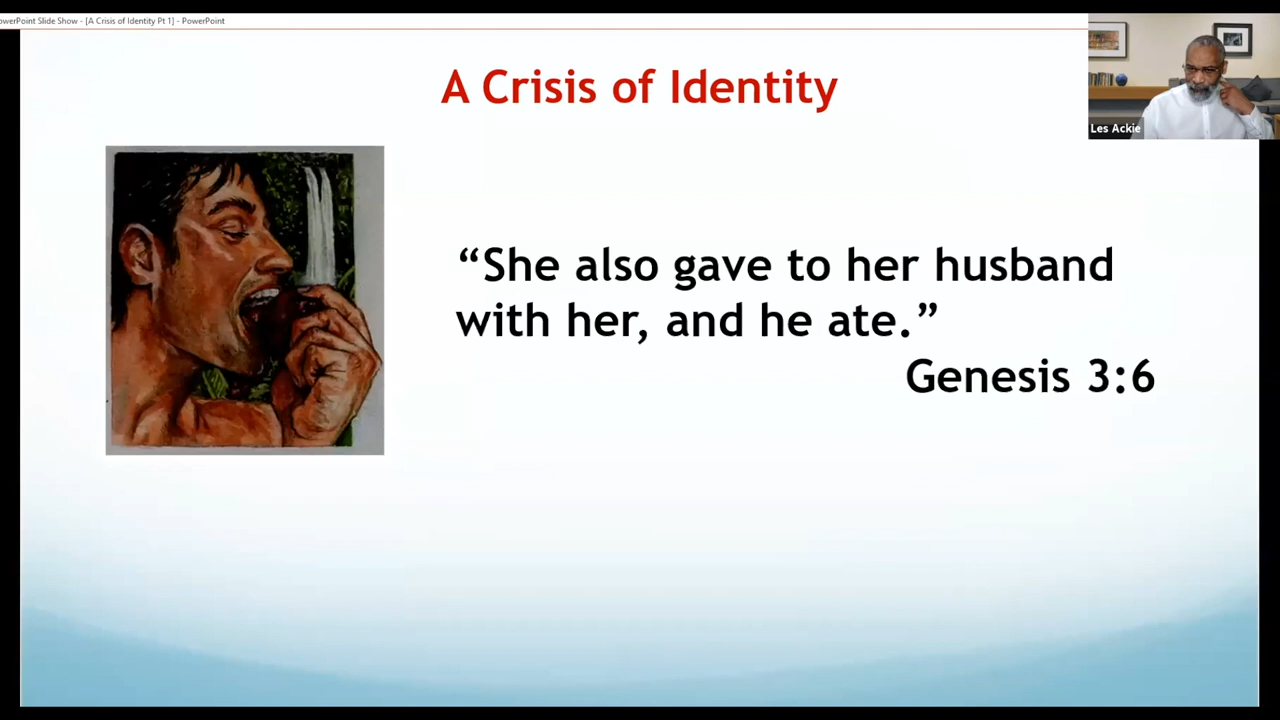 owerPoint Slide Show - [A Crisis of Identity Pt 1] - PowerPoint
A Crisis of Identity
Les Ackie
“She also gave to her husband
with her, and he ate.”
Genesis 3:6